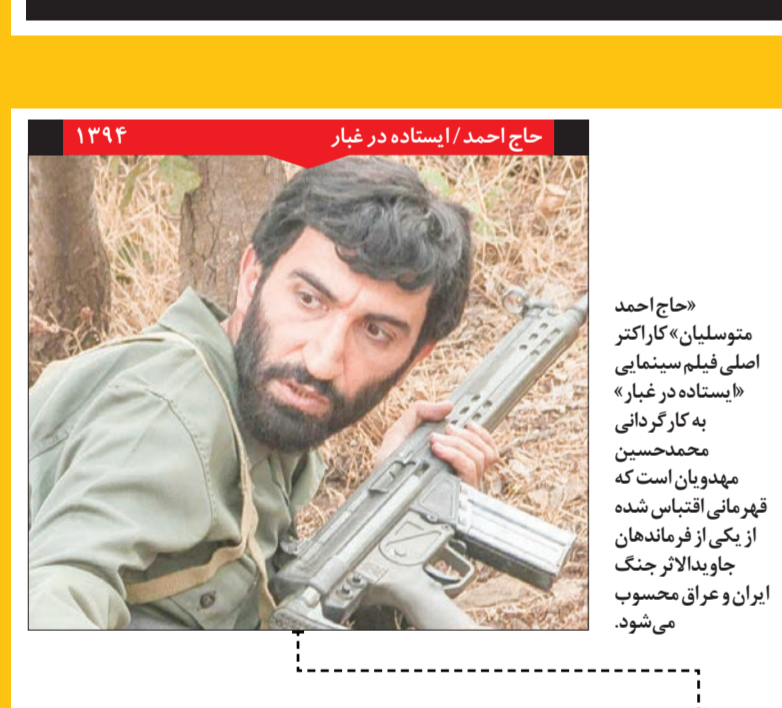 حاج احمد / ایستاده در غبار ۱۳۹۴
«حاج احمد
متوسلیان» کاراکتر
اصلی فیلم سینمایی
«ایستاده در غبار»
به کارگردانی
محمدحسین
مهدویان است که
قهرمانی اقتباس شده
از یکی از فرماندهان
جاویدالاثر جنگ
ایران و عراق محسوب
می‌شود.